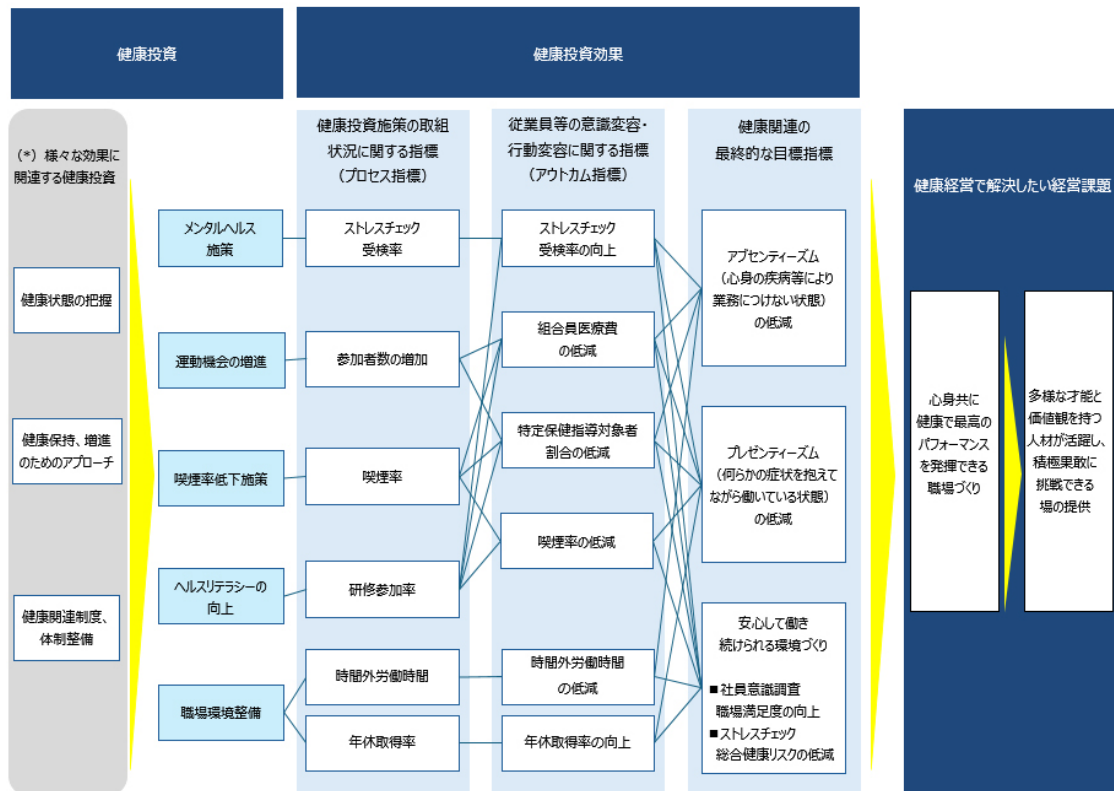 健康投資
健康投資効果
(*) 様々な効果に
関連する健康投資
健康状態の把握
健康保持、増進
のためのアプローチ
健康関連制度、
体制整備
メンタルヘルス
施策
運動機会の増進
喫煙率低下施策
ヘルスリテラシーの
向上
職場環境整備
健康投資施策の取組
状況に関する指標
(プロセス指標)
ストレスチェック
受検率
参加者数の増加
喫煙率
研修参加率
時間外労働時間
年休取得率
従業員等の意識変容・
行動変容に関する指標
(アウトカム指標)
ストレスチェック
受検率の向上
組合員医療費
の低減
特定保健指導対象者
割合の低減
喫煙率の低減
時間外労働時間
の低減
年休取得率の向上
健康関連の
最終的な目標指標
アブセンティーズム
(心身の疾病等により
業務につけない状態)
の低減
プレゼンティーズム
(何らかの症状を抱えて
ながら働いている状態)
の低減
安心して働き
続けられる環境づくり
■社員意識調査
職場満足度の向上
■ストレスチェック
総合健康リスクの低減
健康経営で解決したい経営課題
心身共に
健康で最高の
パフォーマンス
を発揮できる
職場づくり
多様な才能と
価値観を持つ
人材が活躍し、
積極果敢に
挑戦できる
場の提供